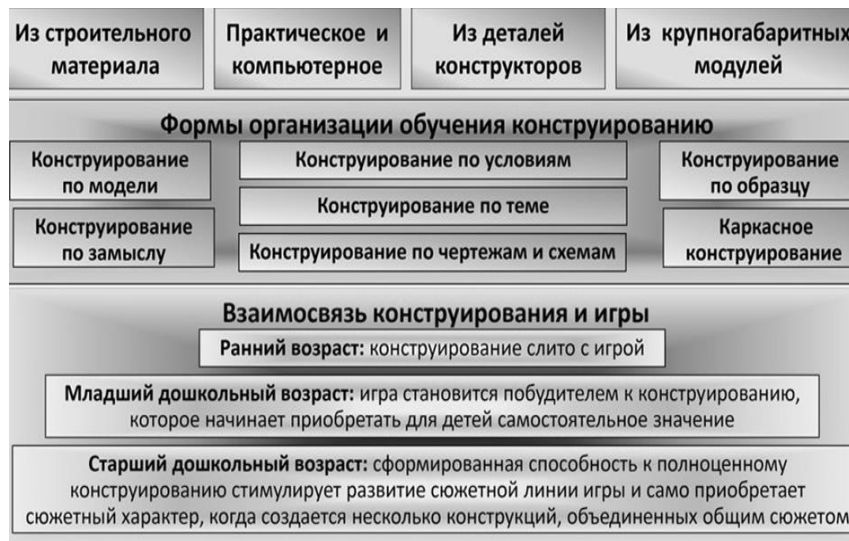 Из строительного
материала
Практическое и
компьютерное
Из деталей
конструкторов
Из крупногабаритных
модулей
Формы организации обучения конструированию
Конструирование
по модели
Конструирование по условиям
Конструирование
по образцу
Конструирование по теме
Конструирование
по замыслу
Каркасное
конструирование
Конструирование по чертежам и схемам
Взаимосвязь конструирования и игры
Ранний возраст: конструирование слито с игрой
Младший дошкольный возраст: игра становится побудителем к конструированию,
которое начинает приобретать для детей самостоятельное значение
Старший дошкольный возраст: сформированная способность к полноценному
конструированию стимулирует развитие сюжетной линии игры и само приобретает
сюжетный характер, когда создается несколько конструкций, объединенных общим сюжетом